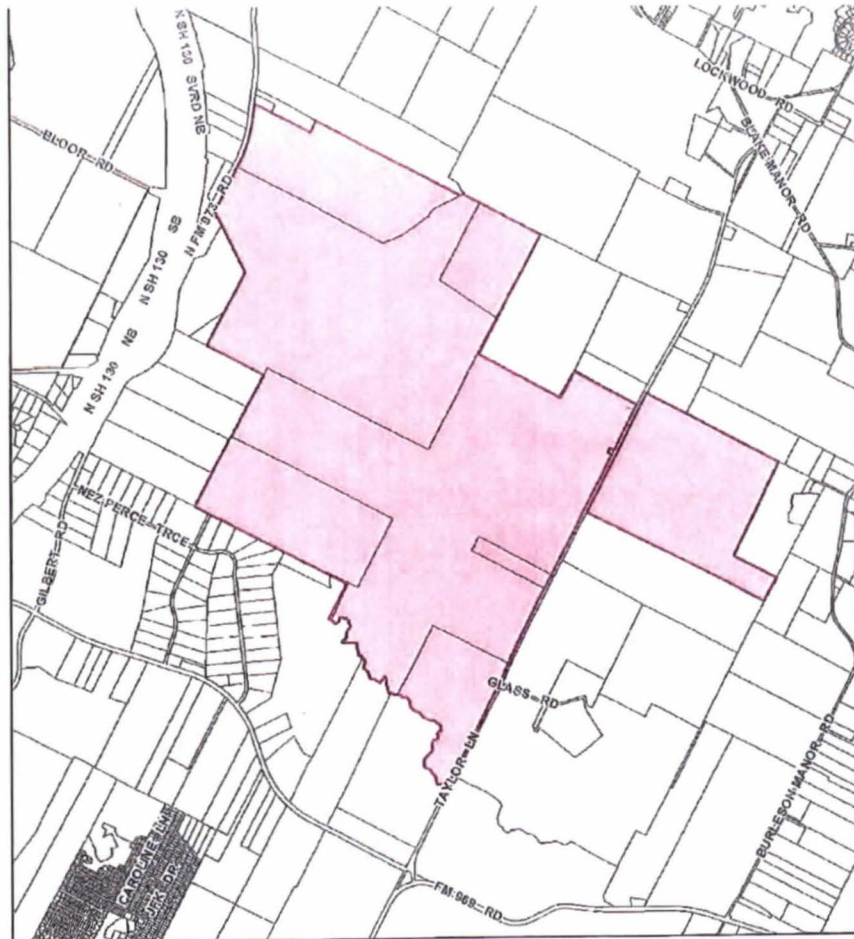 N SH 130 SVRD NB
LOCKWOOD RD
BLAKE MANOR RD
BLOOR RD
N FM 973 RD
N SH 130 SB
N SH 130 NB
NEZ PERCE TRCE
GILBERT RD
GLASS RD
TAYLOR LN
BURLESON MANOR RD
CAROLINE LN
JFK DR
FM 969 RD